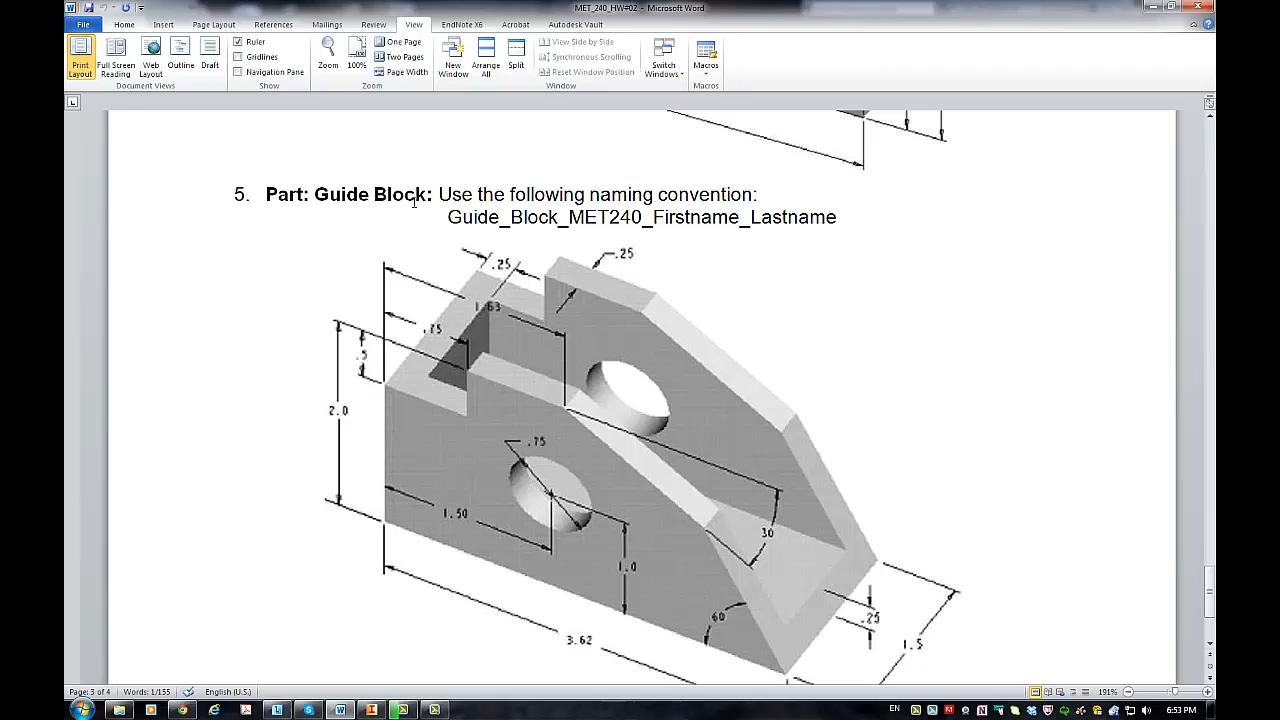 MET_240_HW#02 - Microsoft Word
File Home Insert Page Layout References Mailings Review View EndNote X6 Acrobat Autodesk Vault
Print Layout
Full Screen Reading
Web Layout
Outline
Draft
Document Views
Ruler
Gridlines
Navigation Pane
Show
Zoom
100%
One Page
Two Pages
Page Width
Zoom
New Window
Arrange All
Split
View Side by Side
Synchronous Scrolling
Reset Window Position
Switch Windows
Window
Macros
Macros
5. Part: Guide Block: Use the following naming convention:
Guide_Block_MET240_Firstname_Lastname
.25
.25
1.63
.75
.5
2.0
.75
1.50
30
1.0
60
.25
3.62
1.5
Page: 3 of 4 Words: 1/155 English (U.S.) 191%
EN 6:53 PM